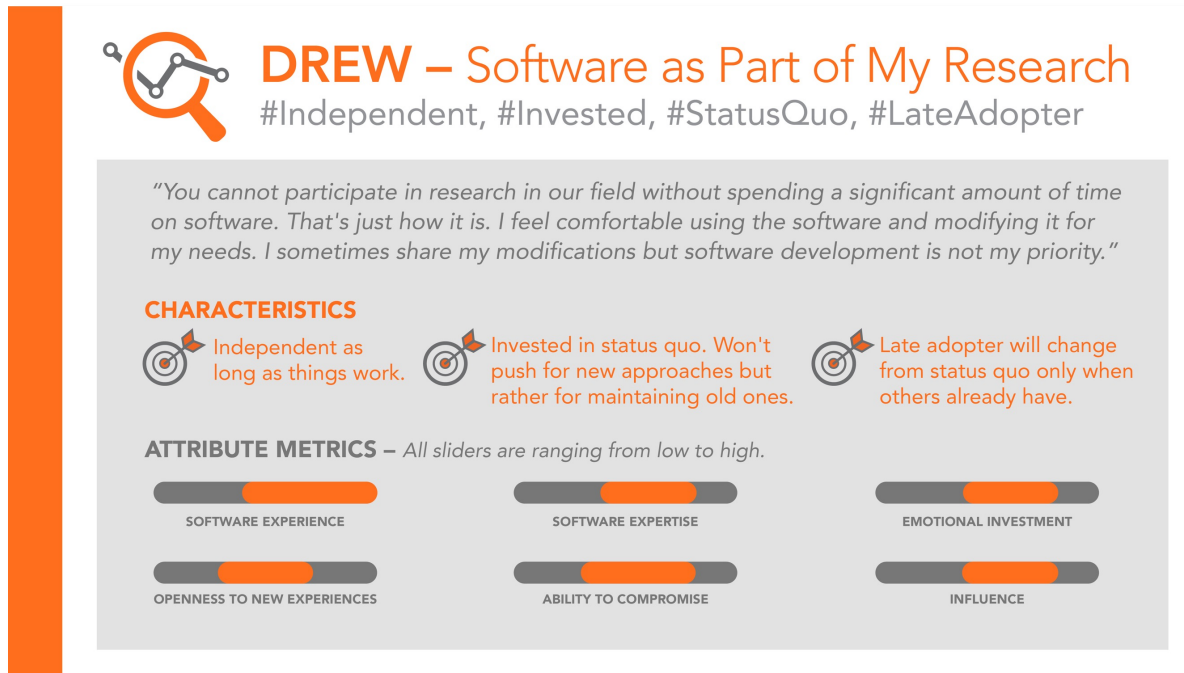 DREW – Software as Part of My Research
#Independent, #Invested, #StatusQuo, #LateAdopter
“You cannot participate in research in our field without spending a significant amount of time
on software. That's just how it is. I feel comfortable using the software and modifying it for
my needs. I sometimes share my modifications but software development is not my priority.”
CHARACTERISTICS
Independent as
long as things work.
Invested in status quo. Won't
push for new approaches but
rather for maintaining old ones.
Late adopter will change
from status quo only when
others already have.
ATTRIBUTE METRICS – All sliders are ranging from low to high.
SOFTWARE EXPERIENCE
SOFTWARE EXPERTISE
EMOTIONAL INVESTMENT
OPENNESS TO NEW EXPERIENCES
ABILITY TO COMPROMISE
INFLUENCE